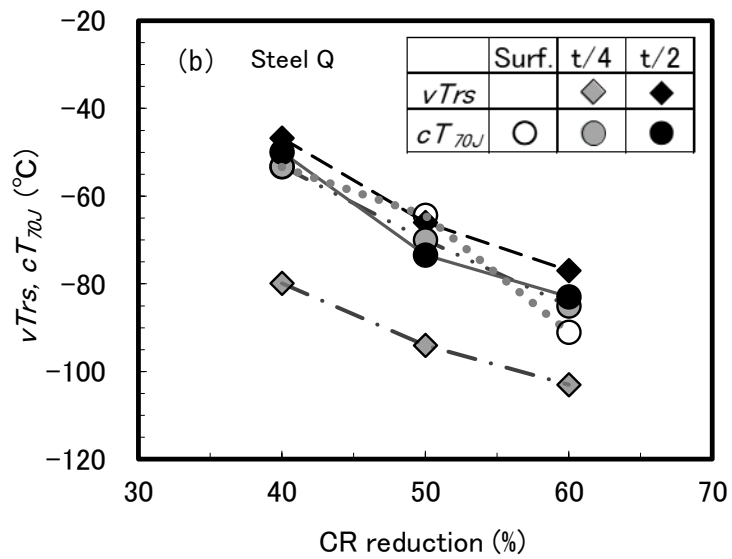 (b) Steel Q
Surf. t/4 t/2
vTrs
cT70J
-20
-40
-60
-80
-100
-120
vTrs, cT70J (℃)
30 40 50 60 70
CR reduction (%)